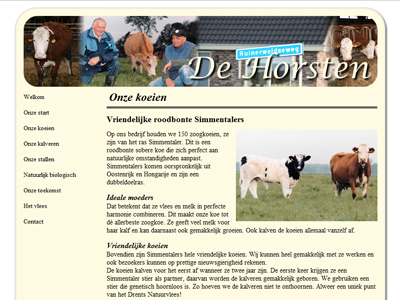 Ruinerweidseweg
De Horsten
Welkom
Onze start
Onze koeien
Onze kalveren
Onze stallen
Natuurlijk biologisch
Onze toekomst
Het vlees
Contact
Onze koeien
Vriendelijke roodbonte Simmentalers
Op ons bedrijf houden we 150 zoogkoeien, ze
zijn van het ras Simmentaler. Dit is een
roodbonte sobere koe die zich perfect aan
natuurlijke omstandigheden aanpast.
Simmentalers komen oorspronkelijk uit
Oostenrijk en Hongarije en zijn een
dubbeldoelras.
Ideale moeders
Dat betekent dat ze vlees en melk in perfecte
harmonie combineren. Dit maakt onze koe tot
de allerbeste zoogkoe. Ze geeft veel melk voor
haar kalf en kan daarnaast ook gemakkelijk groeien. Ook kalven de koeien allemaal vanzelf af.
Vriendelijke koeien
Bovendien zijn Simmentalers hele vriendelijke koeien. Wij kunnen heel gemakkelijk met ze werken en
ook bezoekers kunnen op prettige nieuwsgierigheid rekenen.
De koeien kalven voor het eerst af wanneer ze twee jaar zijn. De eerste keer krijgen ze een
Simmentaler stier als partner, daarvan worden de kalveren gemakkelijk geboren. We gebruiken een
stier die genetisch hoornloos is. Zo hoeven we de kalveren niet te onthoornen. Alweer een uniek punt
van het Drents Natuurvlees!